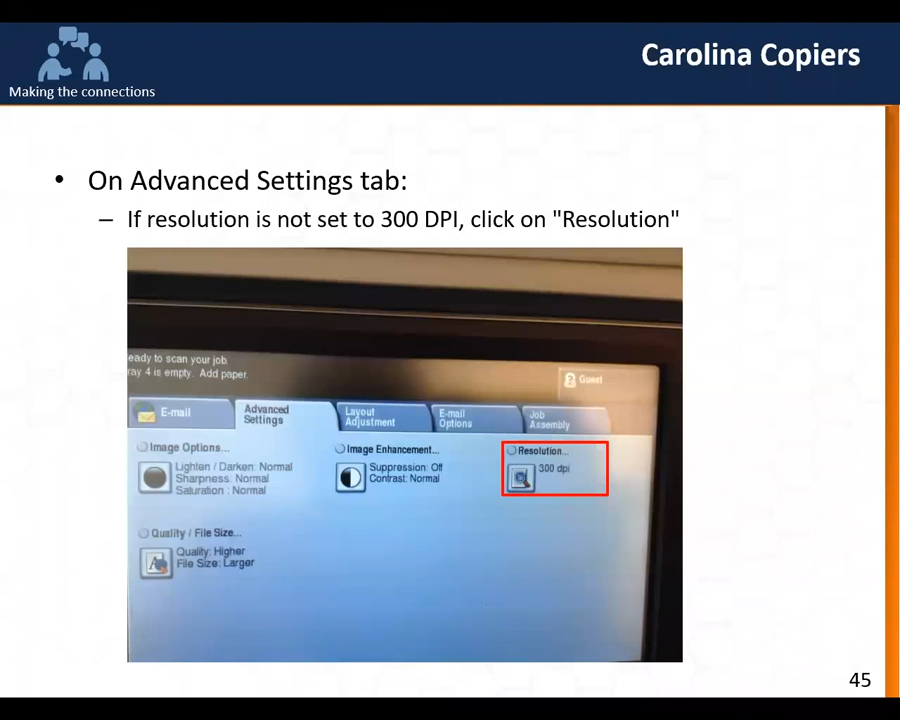 Carolina Copiers
Making the connections
• On Advanced Settings tab:
– If resolution is not set to 300 DPI, click on "Resolution"
eady to scan your job.
ray 4 is empty. Add paper.
Guest
E-mail
Advanced
Settings
Layout
Adjustment
E-mail
Options
Job
Assembly
Image Options...
Lighten / Darken: Normal
Sharpness: Normal
Saturation : Normal
Image Enhancement...
Suppression: Off
Contrast: Normal
Resolution...
300 dpi
Quality / File Size...
Quality: Higher
File Size: Larger
45